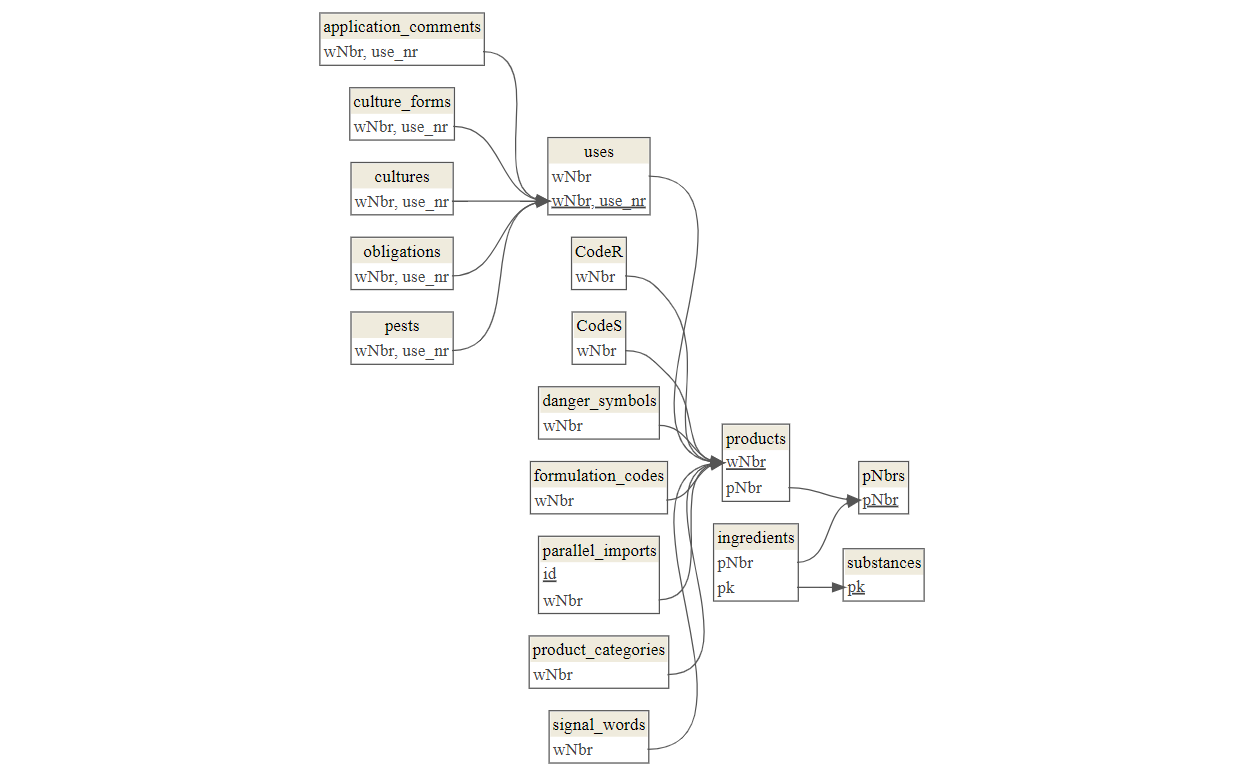 application_comments
wNbr, use_nr
culture_forms
wNbr, use_nr
cultures
wNbr, use_nr
obligations
wNbr, use_nr
pests
wNbr, use_nr
uses
wNbr
wNbr, use_nr
CodeR
wNbr
CodeS
wNbr
danger_symbols
wNbr
formulation_codes
wNbr
parallel_imports
id
wNbr
product_categories
wNbr
signal_words
wNbr
products
wNbr
pNbr
ingredients
pNbr
pk
pNbrs
pNbr
substances
pk